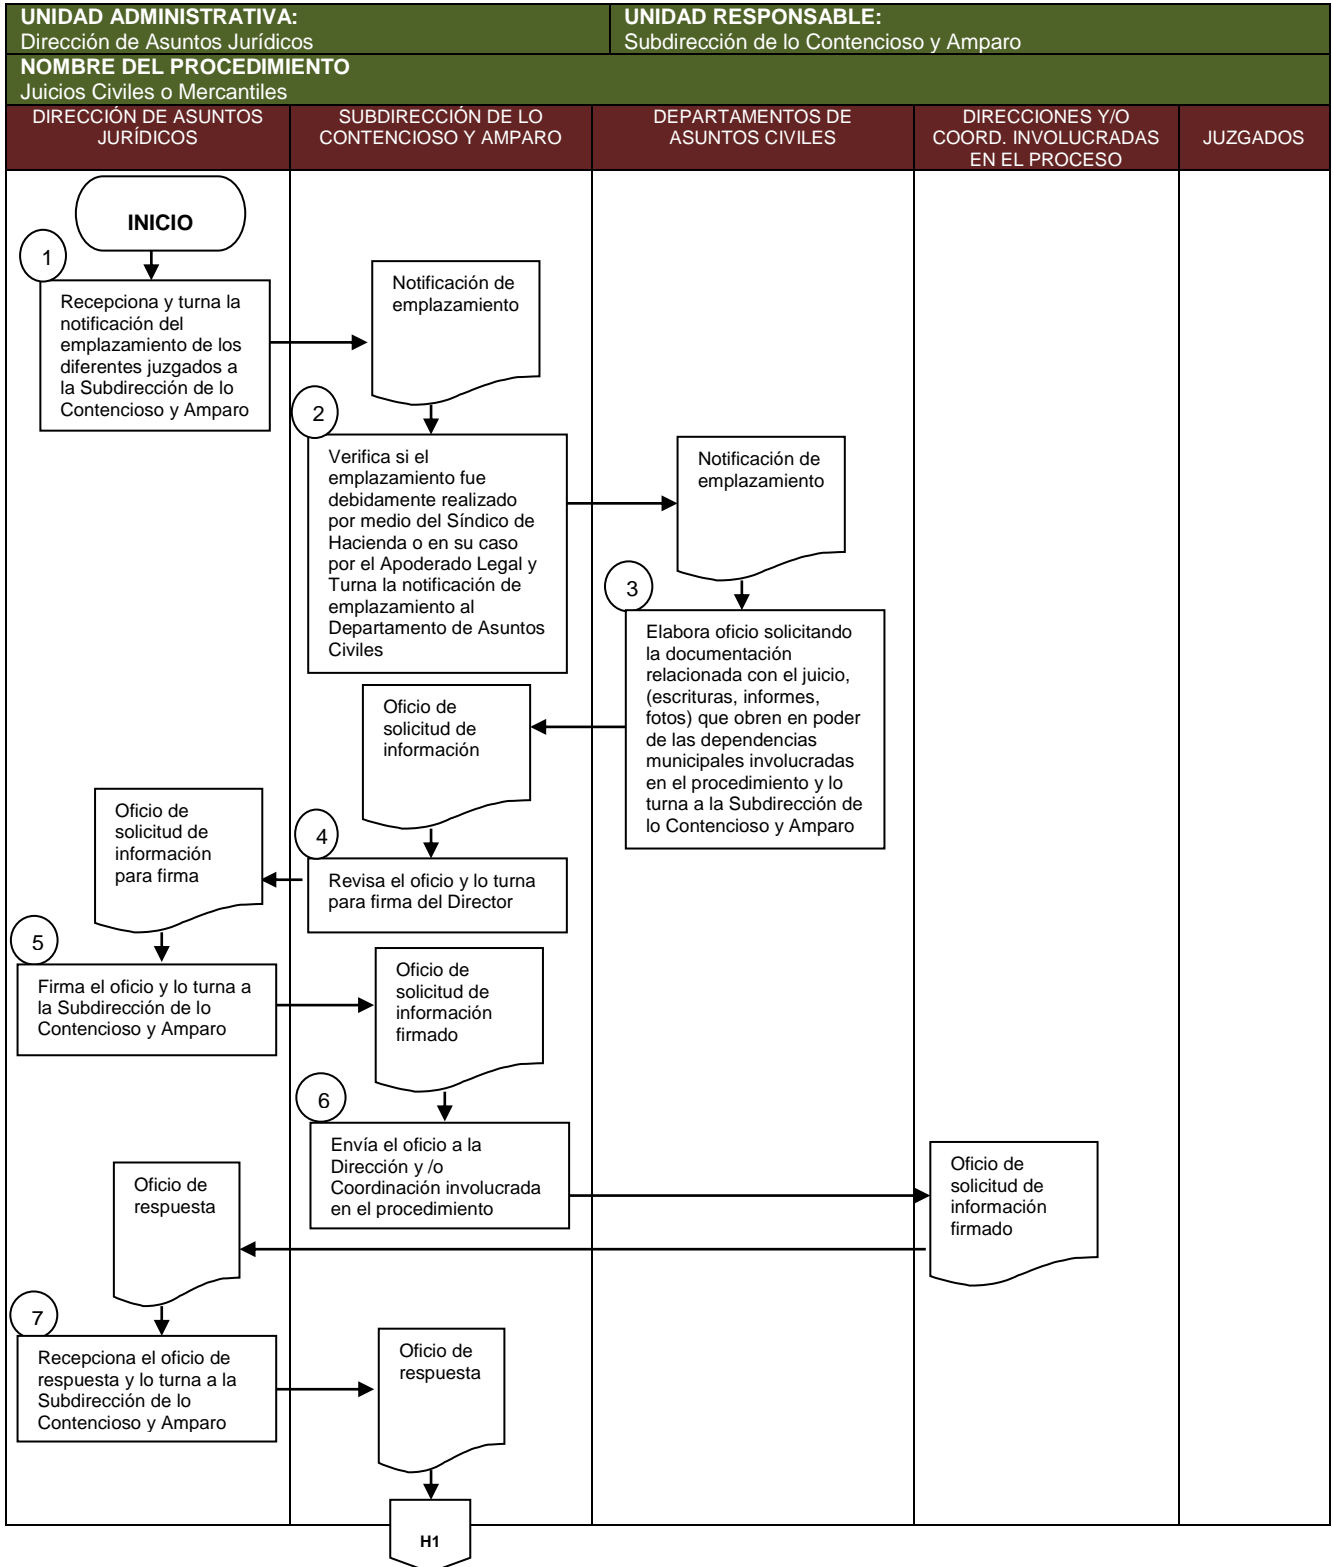 UNIDAD ADMINISTRATIVA:
Dirección de Asuntos Jurídicos
UNIDAD RESPONSABLE:
Subdirección de lo Contencioso y Amparo
NOMBRE DEL PROCEDIMIENTO
Juicios Civiles o Mercantiles
DIRECCIÓN DE ASUNTOS
JURÍDICOS
SUBDIRECCIÓN DE LO
CONTENCIOSO Y AMPARO
DEPARTAMENTOS DE
ASUNTOS CIVILES
DIRECCIONES Y/O
COORD. INVOLUCRADAS
EN EL PROCESO
JUZGADOS
INICIO
1
Recepciona y turna la
notificación del
emplazamiento de los
diferentes juzgados a
la Subdirección de lo
Contencioso y Amparo
Notificación de
emplazamiento
2
Verifica si el
emplazamiento fue
debidamente realizado
por medio del Síndico de
Hacienda o en su caso
por el Apoderado Legal y
Turna la notificación de
emplazamiento al
Departamento de Asuntos
Civiles
Notificación de
emplazamiento
3
Elabora oficio solicitando
la documentación
relacionada con el juicio,
(escrituras, informes,
fotos) que obren en poder
de las dependencias
municipales involucradas
en el procedimiento y lo
turna a la Subdirección de
lo Contencioso y Amparo
Oficio de
solicitud de
información
4
Revisa el oficio y lo turna
para firma del Director
Oficio de
solicitud de
información
para firma
5
Firma el oficio y lo turna a
la Subdirección de lo
Contencioso y Amparo
Oficio de
solicitud de
información
firmado
6
Envía el oficio a la
Dirección y /o
Coordinación involucrada
en el procedimiento
Oficio de
solicitud de
información
firmado
Oficio de
respuesta
7
Recepciona el oficio de
respuesta y lo turna a la
Subdirección de lo
Contencioso y Amparo
Oficio de
respuesta
H1